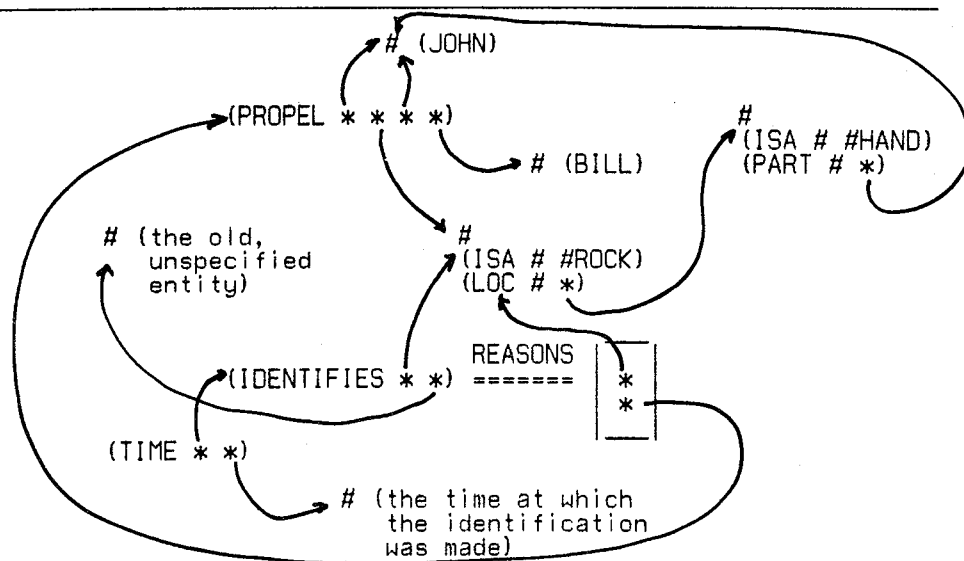 # (JOHN)
(PROPEL * * * *)
#
(ISA # #HAND)
(PART # *)
# (BILL)
# (the old,
unspecified
entity)
#
(ISA # #ROCK)
(LOC # *)
REASONS
(IDENTIFIES * *) =======
*
*
(TIME * *)
# (the time at which
the identification
was made)